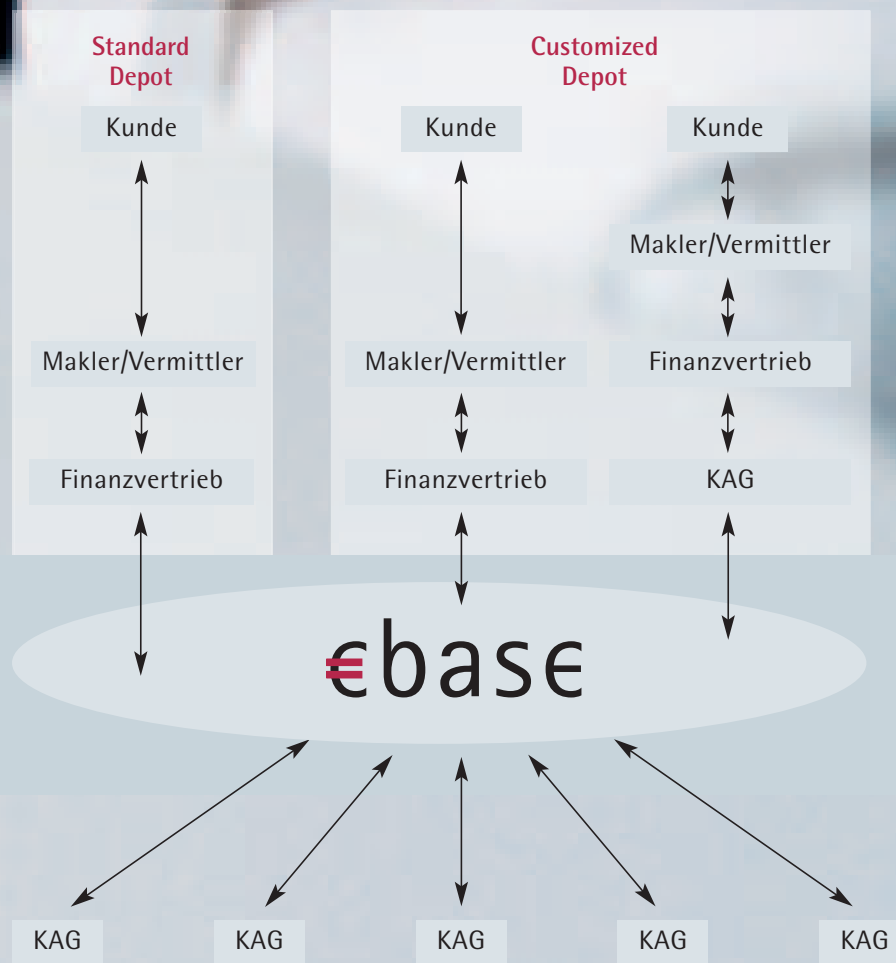 Standard
Depot
Customized
Depot
Kunde
Kunde
Kunde
Makler/Vermittler
Makler/Vermittler
Makler/Vermittler
Finanzvertrieb
Finanzvertrieb
Finanzvertrieb
KAG
€base
KAG
KAG
KAG
KAG
KAG